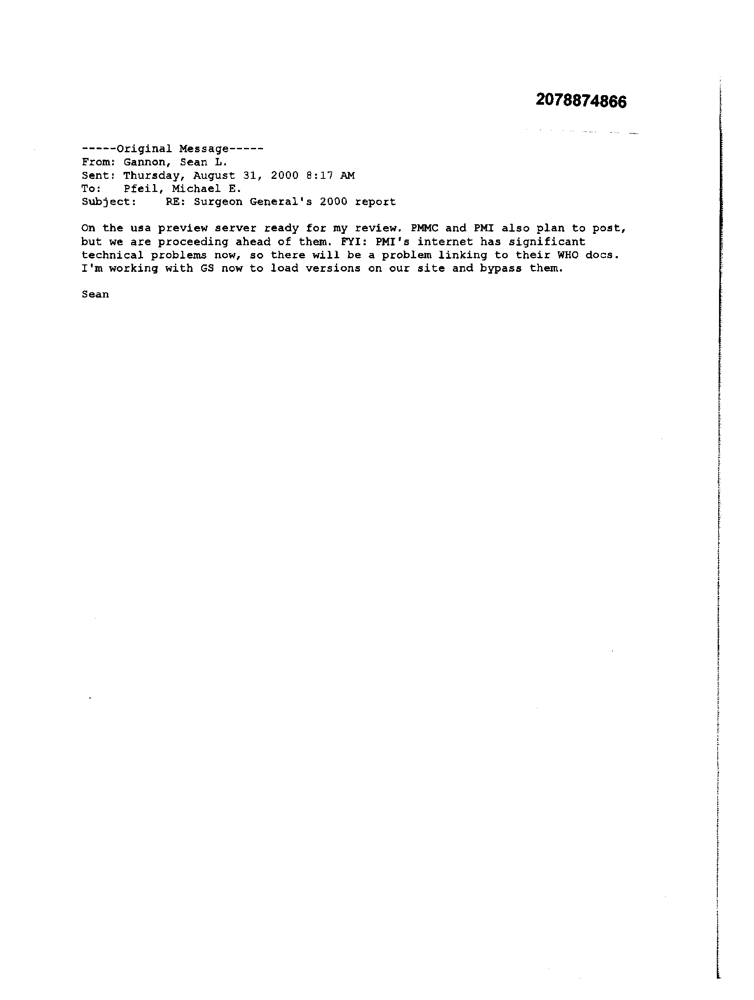 2078874866
-----Original Message-----
From: Gannon, Sean L.
Sent: Thursday, August 31, 2000 8:17 AM
To: Pfeil, Michael E.
Subject: RE: Surgeon General's 2000 report
On the usa preview server ready for my review. PMMC and PMI also plan to post,
but we are proceeding ahead of them. FYI: PMI's internet has significant
technical problems now, so there will be a problem linking to their WHO docs.
I'm working with GS now to load versions on our site and bypass them.
Sean